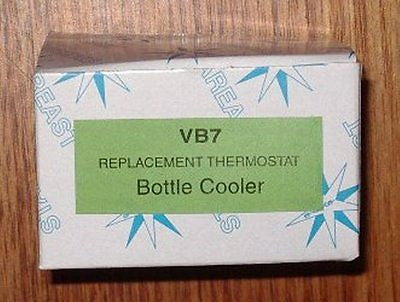 VB7
REPLACEMENT THERMOSTAT
Bottle Cooler